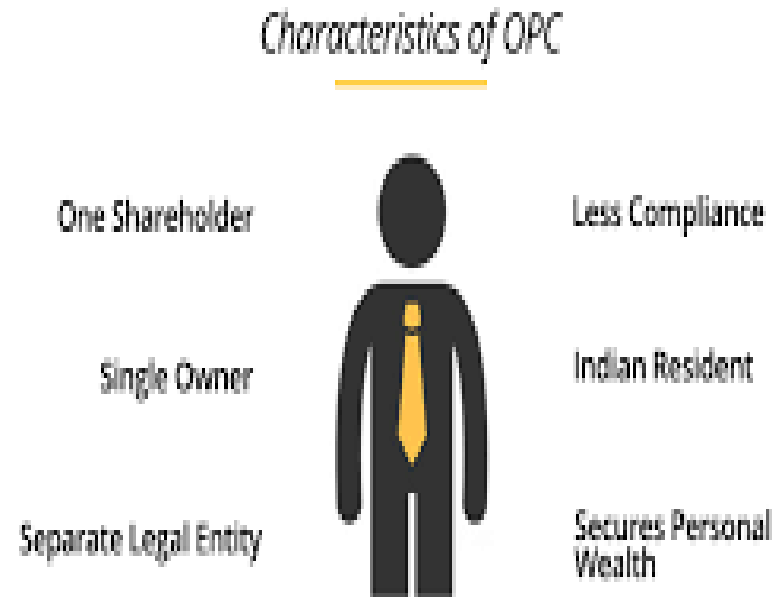 Characteristics of OPC
One Shareholder
Less Compliance
Single Owner
Indian Resident
Separate Legal Entity
Secures Personal
Wealth